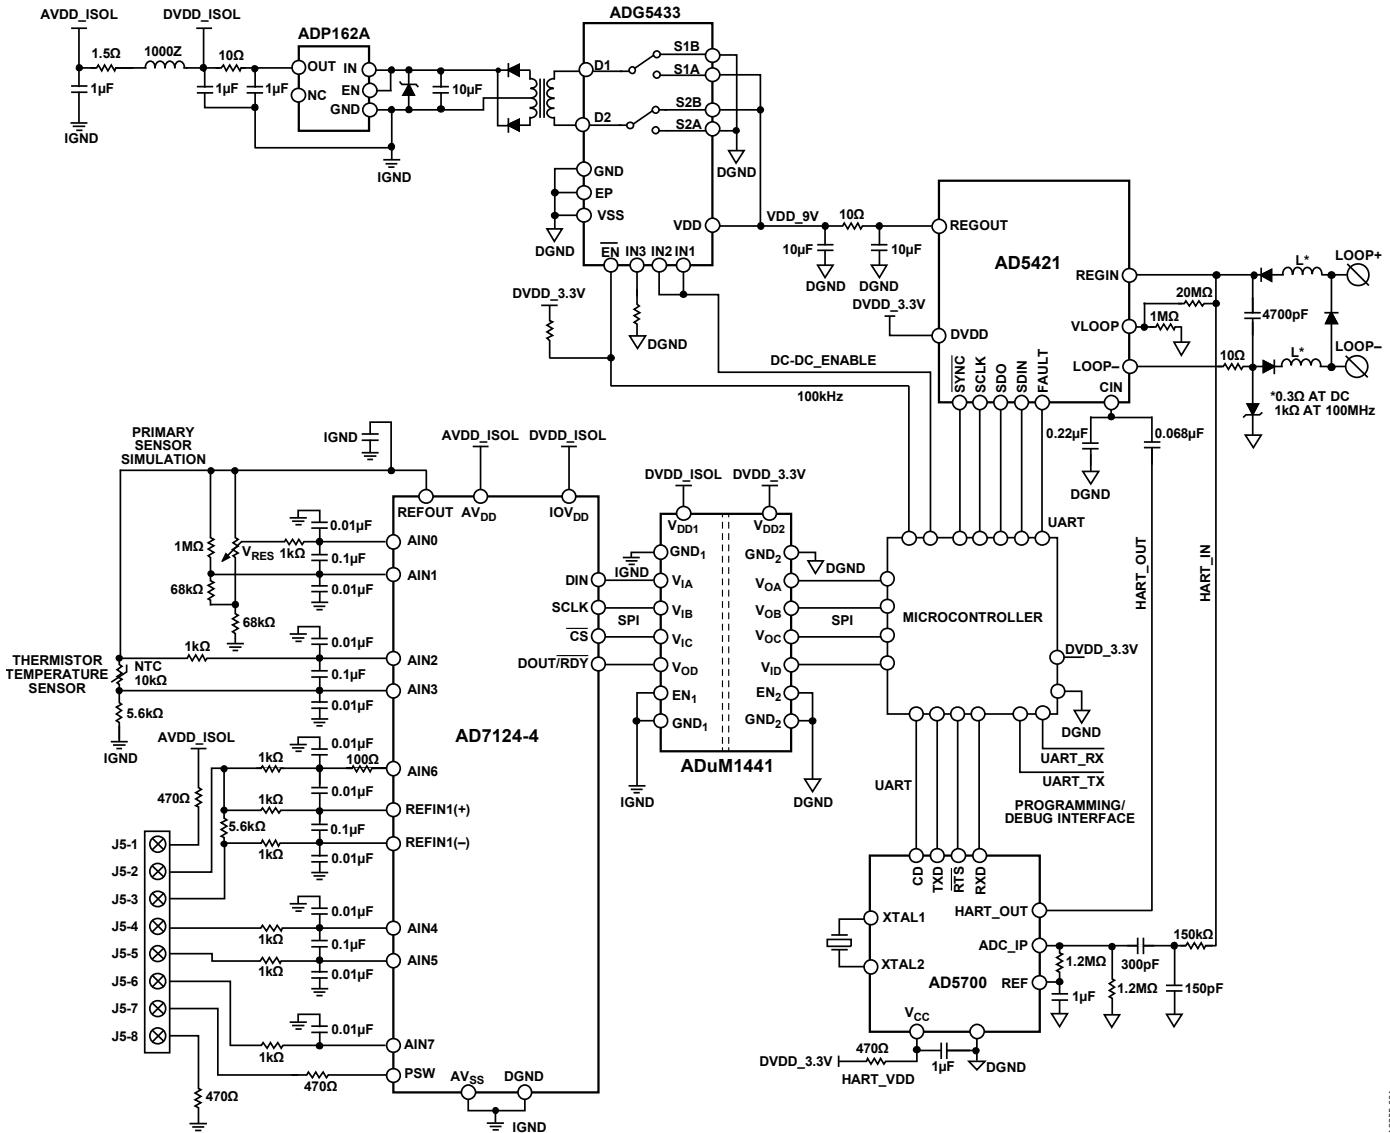 AVDD_ISOL
DVDD_ISOL
1.5Ω
1000Z
10Ω
1µF
1µF
1µF
IGND
ADP162A
OUT
IN
NC
EN
GND
10µF
IGND
ADG5433
D1
S1B
S1A
D2
S2B
S2A
GND
EP
VSS
VDD
EN
IN3
IN2
IN1
DGND
DGND
DVDD_3.3V
DGND
VDD_9V
10Ω
10µF
10µF
DGND
DGND
DVDD_3.3V
DC-DC_ENABLE
100kHz
AD5421
REGOUT
REGIN
DVDD
VLOOP
LOOP–
CIN
SYNC
SCLK
SDO
SDIN
FAULT
20MΩ
1MΩ
10Ω
4700pF
L*
L*
LOOP+
LOOP–
*0.3Ω AT DC
1kΩ AT 100MHz
0.22µF
0.068µF
DGND
UART
HART_OUT
HART_IN
PRIMARY
SENSOR
SIMULATION
IGND
AVDD_ISOL
DVDD_ISOL
REFOUT
AVDD
IOVDD
1MΩ
VRES
1kΩ
0.01µF
0.1µF
0.01µF
68kΩ
68kΩ
AIN0
AIN1
THERMISTOR
TEMPERATURE
SENSOR
NTC
10kΩ
1kΩ
0.01µF
0.1µF
0.01µF
5.6kΩ
IGND
AIN2
AIN3
AVDD_ISOL
470Ω
1kΩ
0.01µF
100Ω
0.01µF
1kΩ
5.6kΩ
0.1µF
1kΩ
0.01µF
AIN6
REFIN1(+)
REFIN1(–)
J5-1
J5-2
J5-3
J5-4
J5-5
J5-6
J5-7
J5-8
0.01µF
1kΩ
0.1µF
1kΩ
0.01µF
AIN4
AIN5
0.01µF
1kΩ
AIN7
470Ω
PSW
470Ω
AD7124-4
DIN
SCLK
CS
DOUT/RDY
AVSS
DGND
IGND
SPI
DVDD_ISOL
DVDD_3.3V
VDD1
VDD2
GND1
GND2
IGND
DGND
VIA
VOA
VIB
VOB
VIC
VOC
VOD
VID
EN1
EN2
GND1
GND2
ADuM1441
IGND
DGND
SPI
MICROCONTROLLER
DVDD_3.3V
DGND
UART_RX
UART_TX
UART
PROGRAMMING/
DEBUG INTERFACE
CD
TXD
RTS
RXD
XTAL1
XTAL2
HART_OUT
ADC_IP
REF
AD5700
VCC
DVDD_3.3V
470Ω
HART_VDD
1µF
DGND
1.2MΩ
1µF
1.2MΩ
300pF
150kΩ
150pF